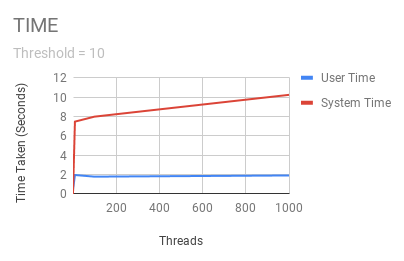 TIME
Threshold = 10
Time Taken (Seconds)
12
10
8
6
4
2
0
200 400 600 800 1000
Threads
User Time
System Time